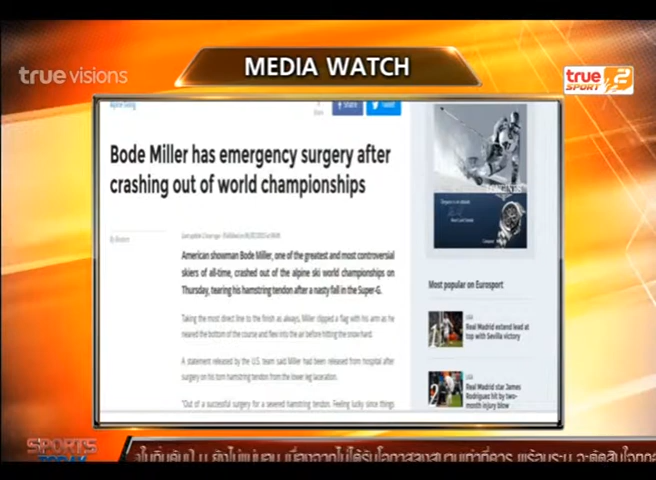 MEDIA WATCH
true visions
true 2
SPORT
Share
Tweet
Bode Miller has emergency surgery after
crashing out of world championships
American showman Bode Miller, one of the greatest and most controversial
skiers of all-time, crashed out of the alpine ski world championships on
Thursday, tearing his hamstring tendon after a nasty fall in the Super-G.
Taking the most direct line to the finish as always, Miller clipped a flag with his arm as he
neared the bottom of the course and flew into the air before hitting the snow hard.
A statement released by the U.S. team said Miller had been released from hospital after
surgery on his torn hamstring tendon from the lower leg laceration.
"Out of a successful surgery for a severed hamstring tendon. Feeling lucky since things
LONGINES
Most popular on Eurosport
Real Madrid extend lead at
top with Sevilla victory
Real Madrid star James
Rodriguez hit by two-
month injury blow
SPORTS
TODAY